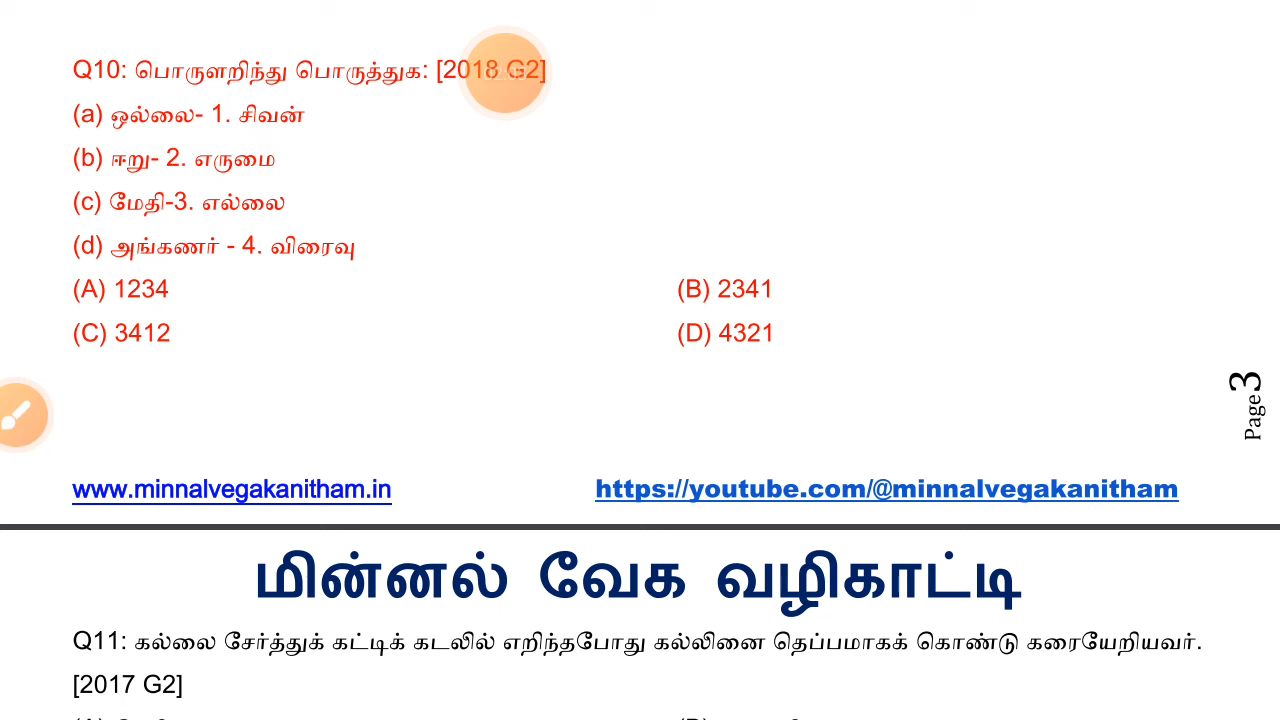 Q10: பொருளறிந்து பொருத்துக: [2018 G2]
(a) ஒல்லை- 1. சிவன்
(b) ஈறு- 2. எருமை
(c) மேதி-3. எல்லை
(d) அங்கணர் - 4. விரைவு
(A) 1234 (B) 2341
(C) 3412 (D) 4321
Page 3
www.minnalvegakanitham.in https://youtube.com/@minnalvegakanitham
மின்னல் வேக வழிகாட்டி
Q11: கல்லை சேர்த்துக் கட்டிக் கடலில் எறிந்தபோது கல்லினை தெப்பமாகக் கொண்டு கரையேறியவர்.
[2017 G2]